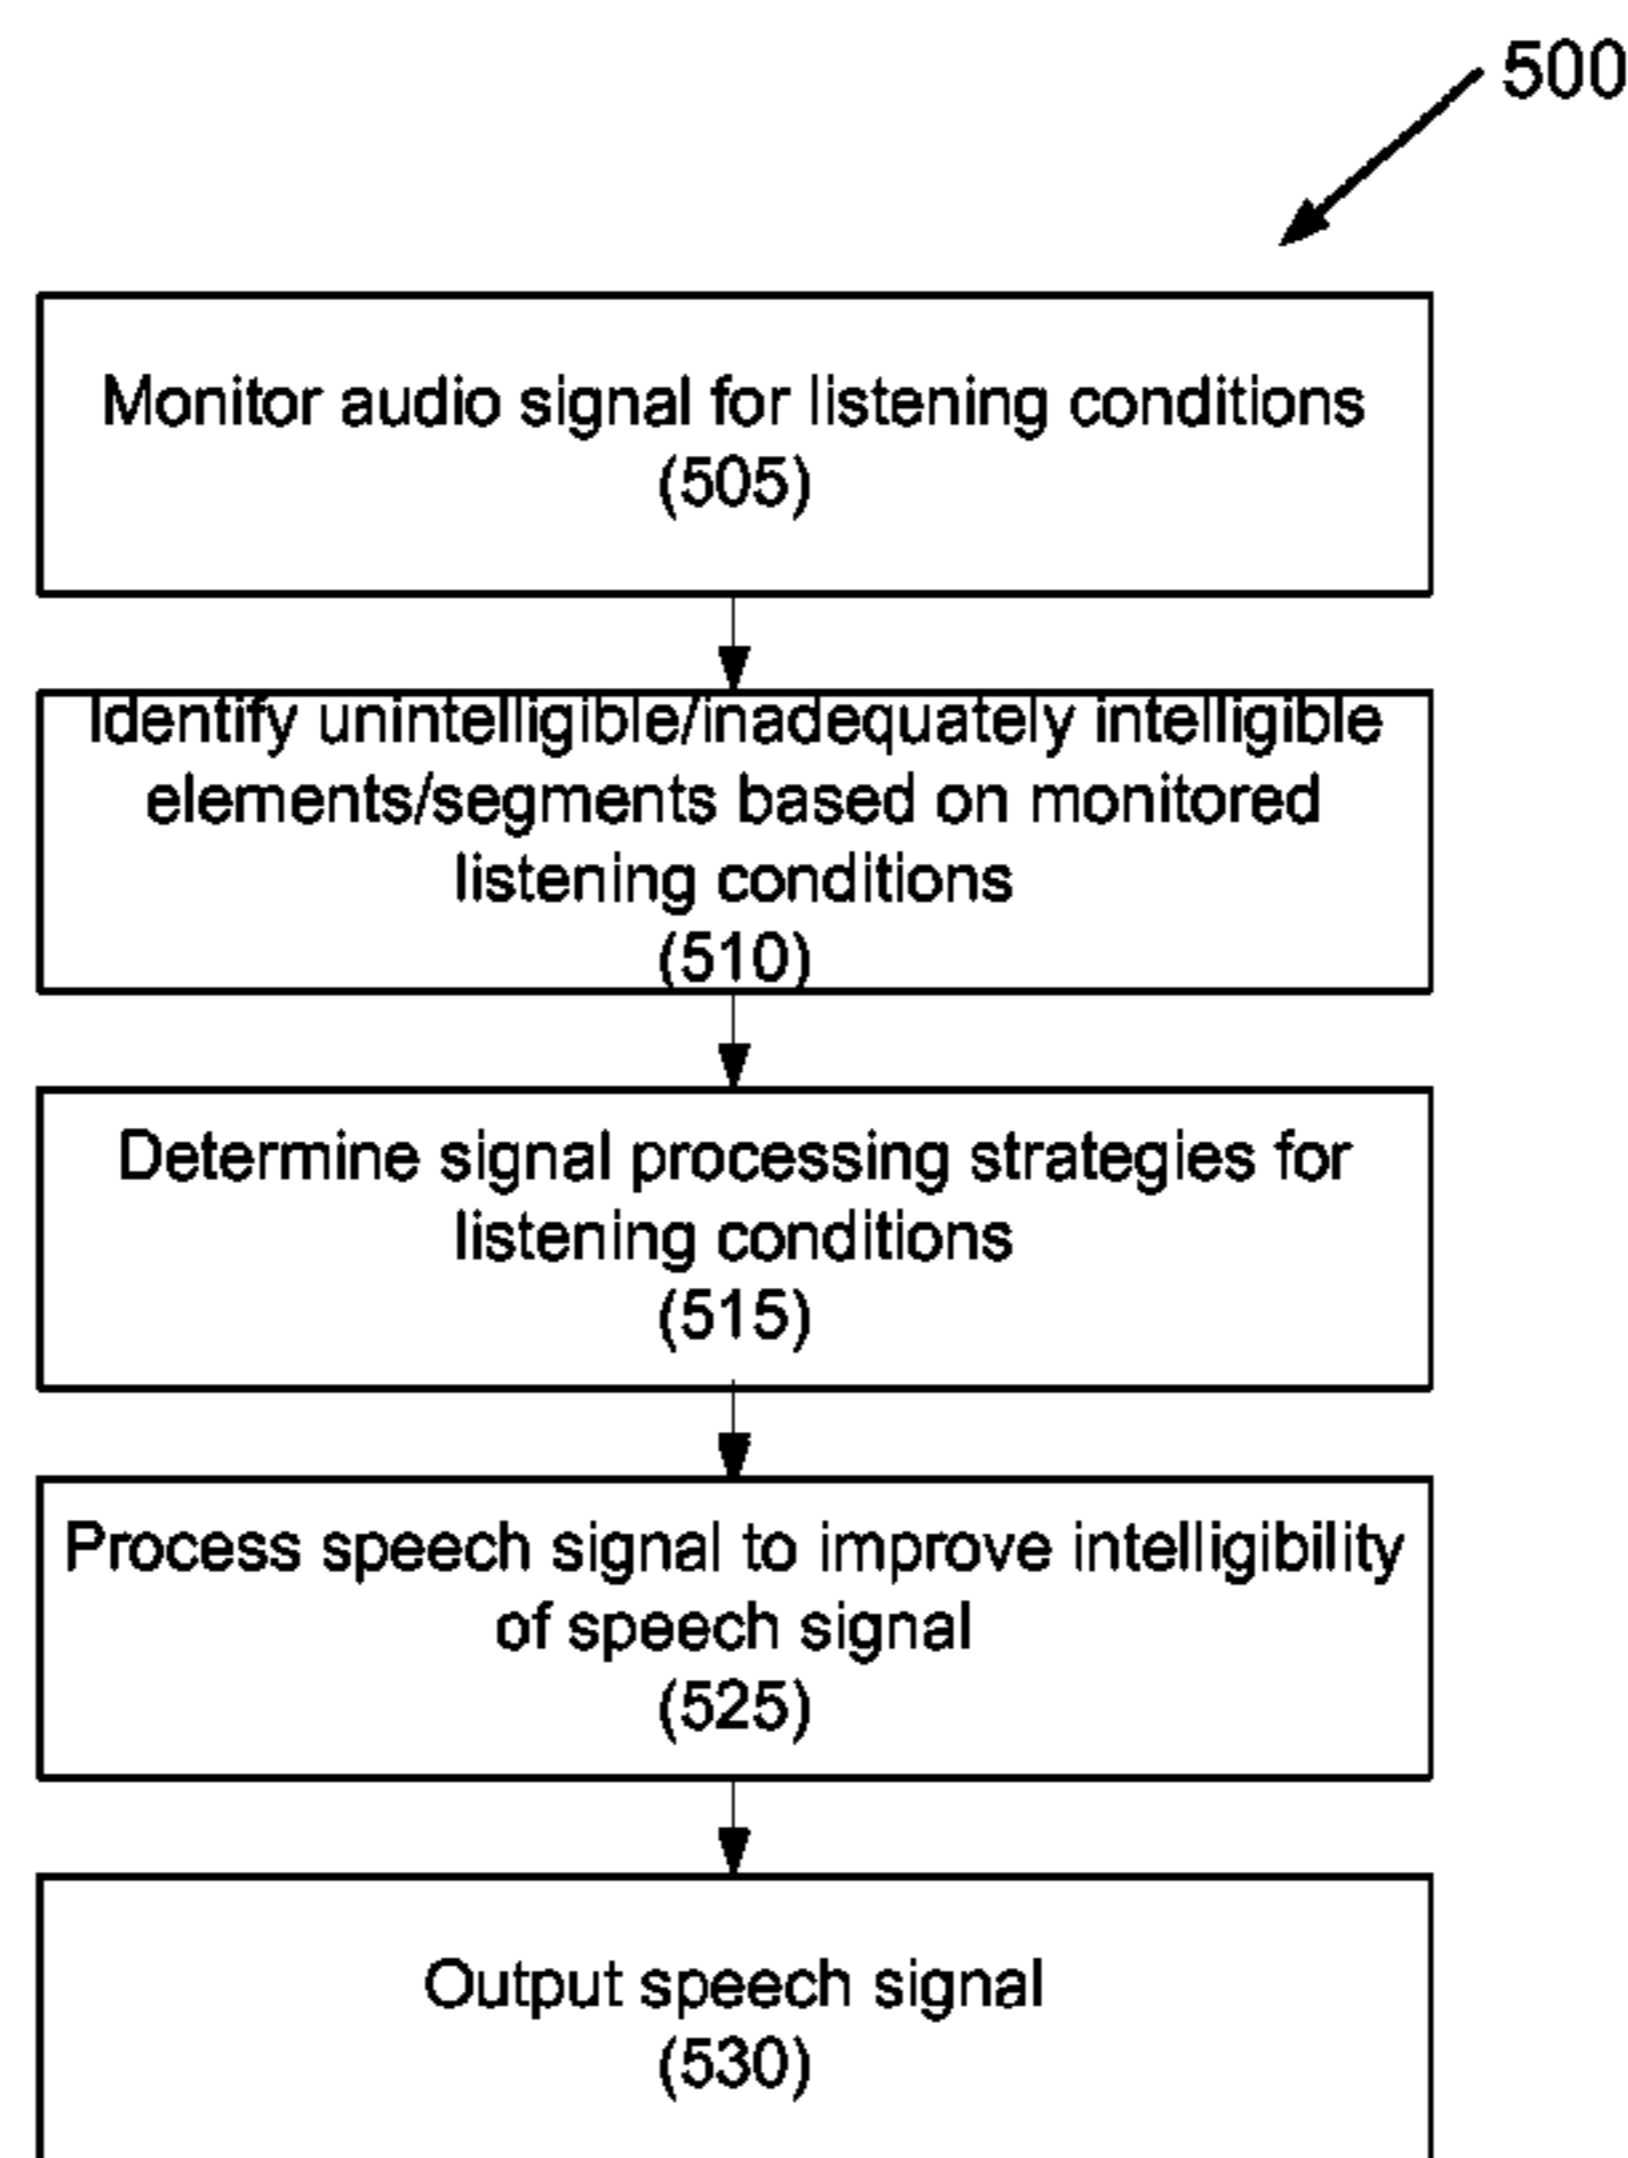 500
Monitor audio signal for listening conditions
(505)
Identify unintelligible/inadequately intelligible
elements/segments based on monitored
listening conditions
(510)
Determine signal processing strategies for
listening conditions
(515)
Process speech signal to improve intelligibility
of speech signal
(525)
Output speech signal
(530)